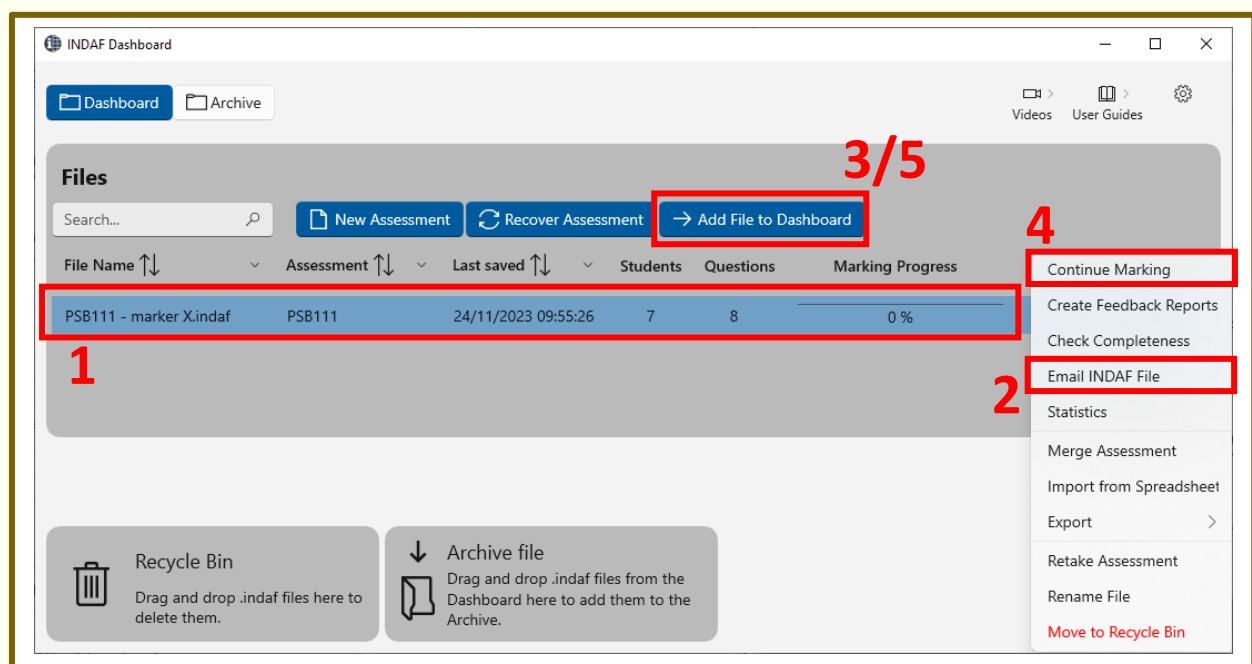 INDAF Dashboard
Dashboard
Archive
Videos
User Guides
3/5
Files
Search...
New Assessment
Recover Assessment
Add File to Dashboard
4
File Name
Assessment
Last saved
Students
Questions
Marking Progress
PSB111 - marker X.indaf
PSB111
24/11/2023 09:55:26
7
8
0 %
1
2
Continue Marking
Create Feedback Reports
Check Completeness
Email INDAF File
Statistics
Merge Assessment
Import from Spreadsheet
Export
Retake Assessment
Rename File
Move to Recycle Bin
Recycle Bin
Drag and drop .indaf files here to
delete them.
Archive file
Drag and drop .indaf files from the
Dashboard here to add them to the
Archive.